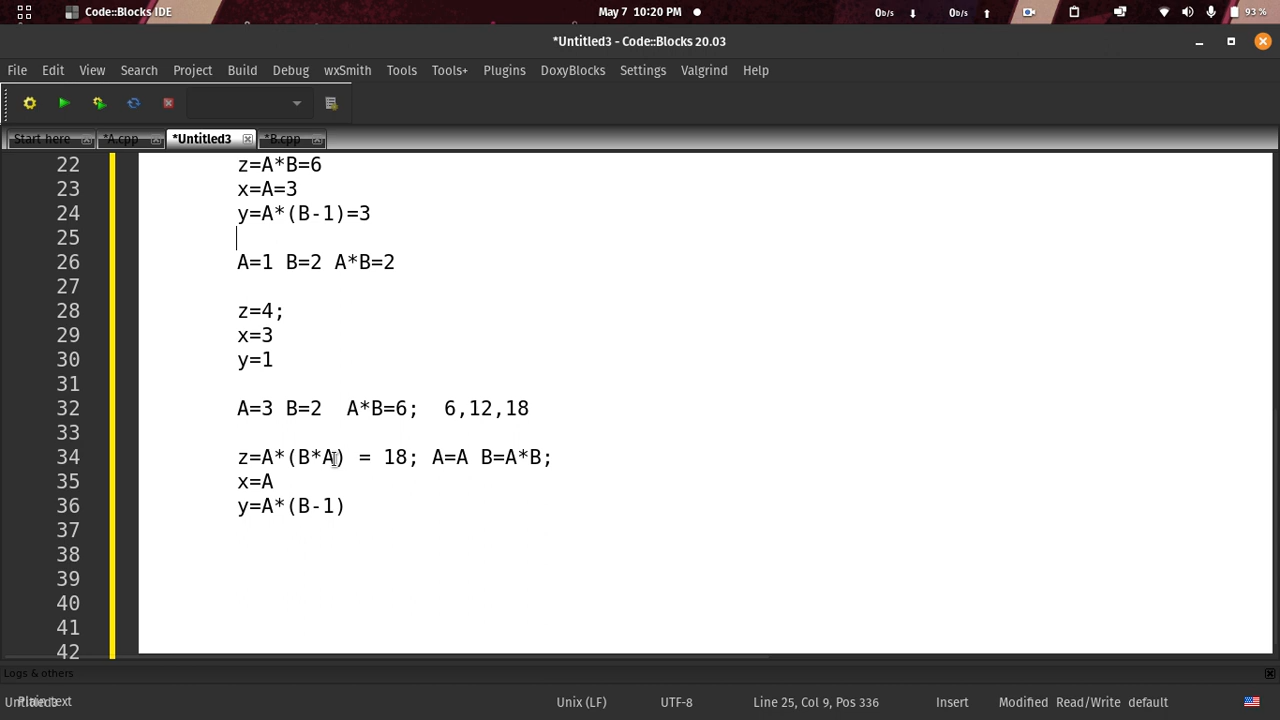 Code::Blocks IDE
May 7 10:20 PM
0b/s
0b/s
93 %
*Untitled3 - Code::Blocks 20.03
File Edit View Search Project Build Debug wxSmith Tools Tools+ Plugins DoxyBlocks Settings Valgrind Help
Start here *A.cpp *Untitled3 *B.cpp
22 z=A*B=6
23 x=A=3
24 y=A*(B-1)=3
25
26 A=1 B=2 A*B=2
27
28 z=4;
29 x=3
30 y=1
31
32 A=3 B=2 A*B=6; 6,12,18
33
34 z=A*(B*A) = 18; A=A B=A*B;
35 x=A
36 y=A*(B-1)
37
38
39
40
41
42
Logs & others
Unix (LF) UTF-8 Line 25, Col 9, Pos 336 Insert Modified Read/Write default